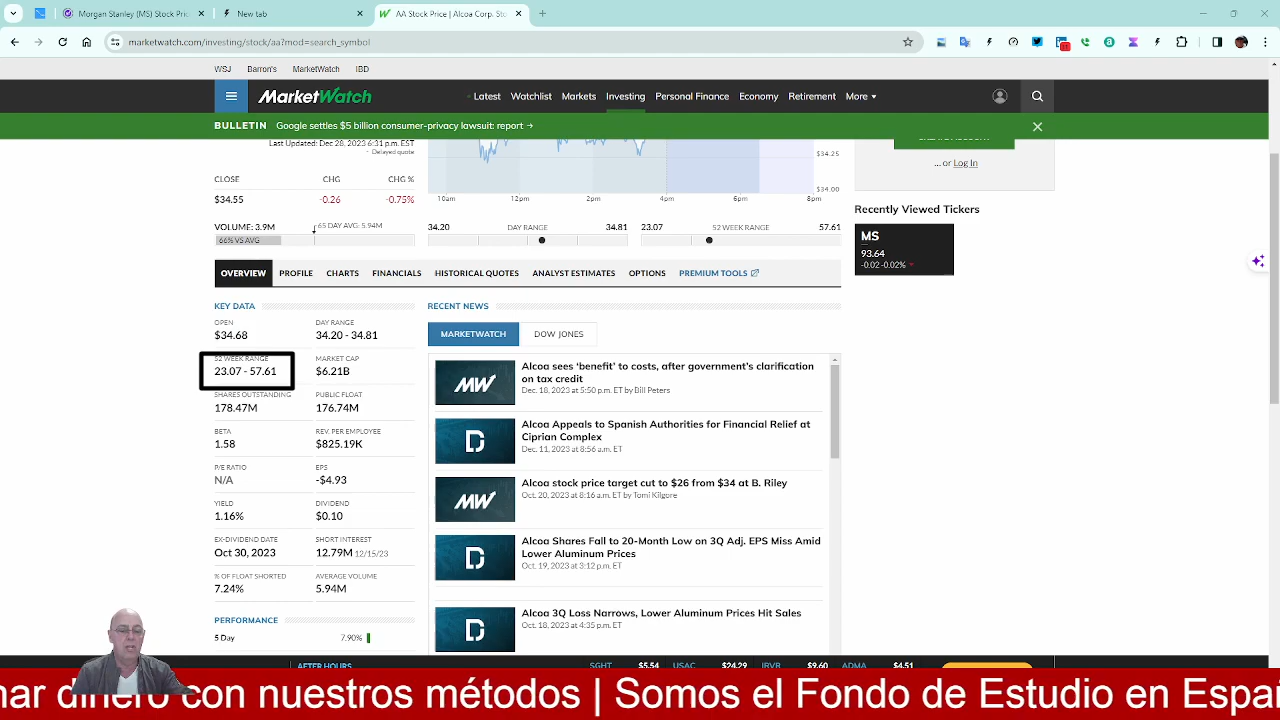 Morgan Stanley (MS) Stock Pric
New tab
AA Stock Price | Alcoa Corp. Sto
marketwatch.com/investing/stock/aa?mod=search_symbol
WSJ Barron's MarketWatch IBD
MarketWatch
Latest Watchlist Markets Investing Personal Finance Economy Retirement More
BULLETIN Google settles $5 billion consumer-privacy lawsuit: report →
Last Updated: Dec 28, 2023 6:31 p.m. EST
Delayed quote
CLOSE CHG CHG %
$34.55 -0.26 -0.75%
VOLUME: 3.9M 65 DAY AVG: 5.94M
66% VS AVG
$34.25
$34.00
10am 12pm 2pm 4pm 6pm 8pm
34.20 DAY RANGE 34.81
23.07 52 WEEK RANGE 57.61
... or Log In
Recently Viewed Tickers
MS
93.64
-0.02 -0.02%
OVERVIEW PROFILE CHARTS FINANCIALS HISTORICAL QUOTES ANALYST ESTIMATES OPTIONS PREMIUM TOOLS
KEY DATA
OPEN DAY RANGE
$34.68 34.20 - 34.81
52 WEEK RANGE MARKET CAP
23.07 - 57.61 $6.21B
SHARES OUTSTANDING PUBLIC FLOAT
178.47M 176.74M
BETA REV. PER EMPLOYEE
1.58 $825.19K
P/E RATIO EPS
N/A -$4.93
YIELD DIVIDEND
1.16% $0.10
EX-DIVIDEND DATE SHORT INTEREST
Oct 30, 2023 12.79M 12/15/23
% OF FLOAT SHORTED AVERAGE VOLUME
7.24% 5.94M
PERFORMANCE
5 Day 7.90%
RECENT NEWS
MARKETWATCH DOW JONES
MW
Alcoa sees ‘benefit’ to costs, after government’s clarification
on tax credit
Dec. 18, 2023 at 5:50 p.m. ET by Bill Peters
D
Alcoa Appeals to Spanish Authorities for Financial Relief at
Ciprian Complex
Dec. 11, 2023 at 8:56 a.m. ET
MW
Alcoa stock price target cut to $26 from $34 at B. Riley
Oct. 20, 2023 at 8:16 a.m. ET by Tomi Kilgore
D
Alcoa Shares Fall to 20-Month Low on 3Q Adj. EPS Miss Amid
Lower Aluminum Prices
Oct. 19, 2023 at 3:12 p.m. ET
D
Alcoa 3Q Loss Narrows, Lower Aluminum Prices Hit Sales
Oct. 18, 2023 at 4:35 p.m. ET
AFTER HOURS SGHT $5.54 USAC $24.29 IBVR $9.60 ADMA $4.51
nar dinero con nuestros métodos | Somos el Fondo de Estudio en Espai